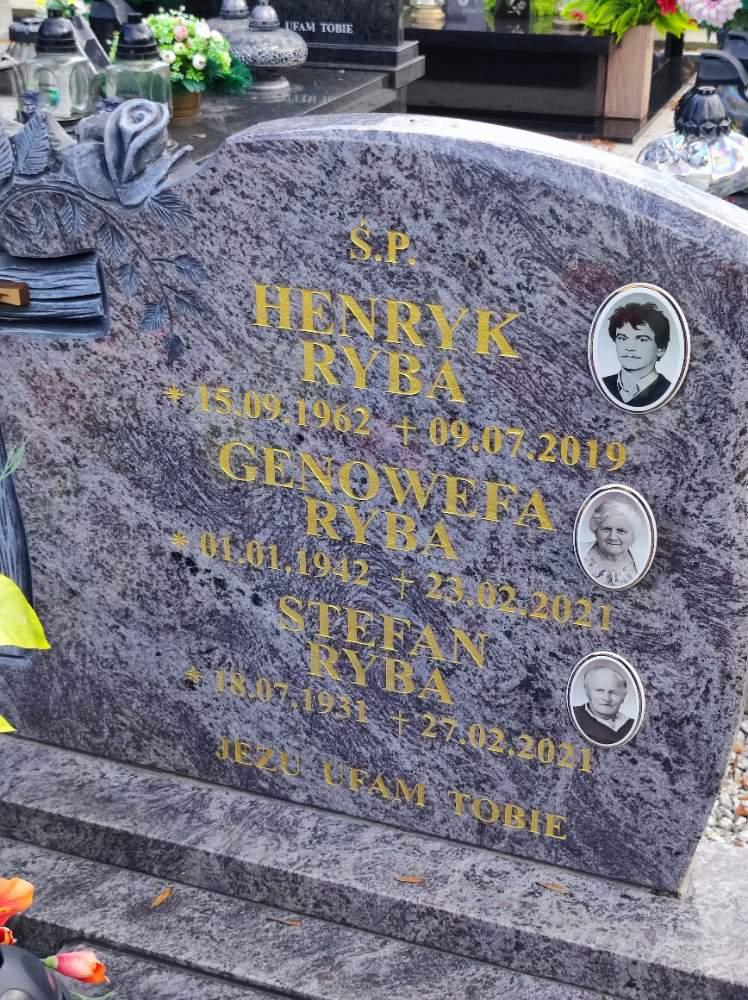 UFAM TOBIE
Ś.P.
HENRYK
RYBA
* 15.09.1962 † 09.07.2019
GENOWEFA
RYBA
* 01.01.1942 † 23.02.2021
STEFAN
RYBA
* 18.07.1931 † 27.02.2021
JEZU UFAM TOBIE